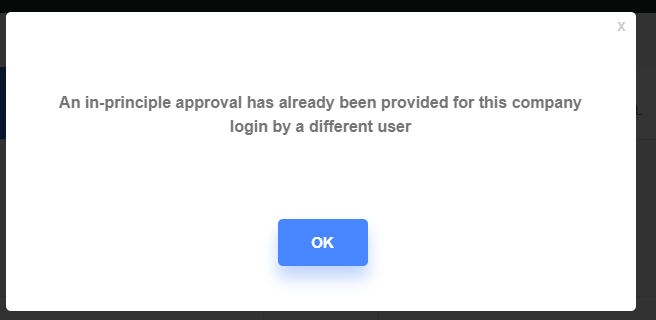 x
An in-principle approval has already been provided for this company
login by a different user
OK